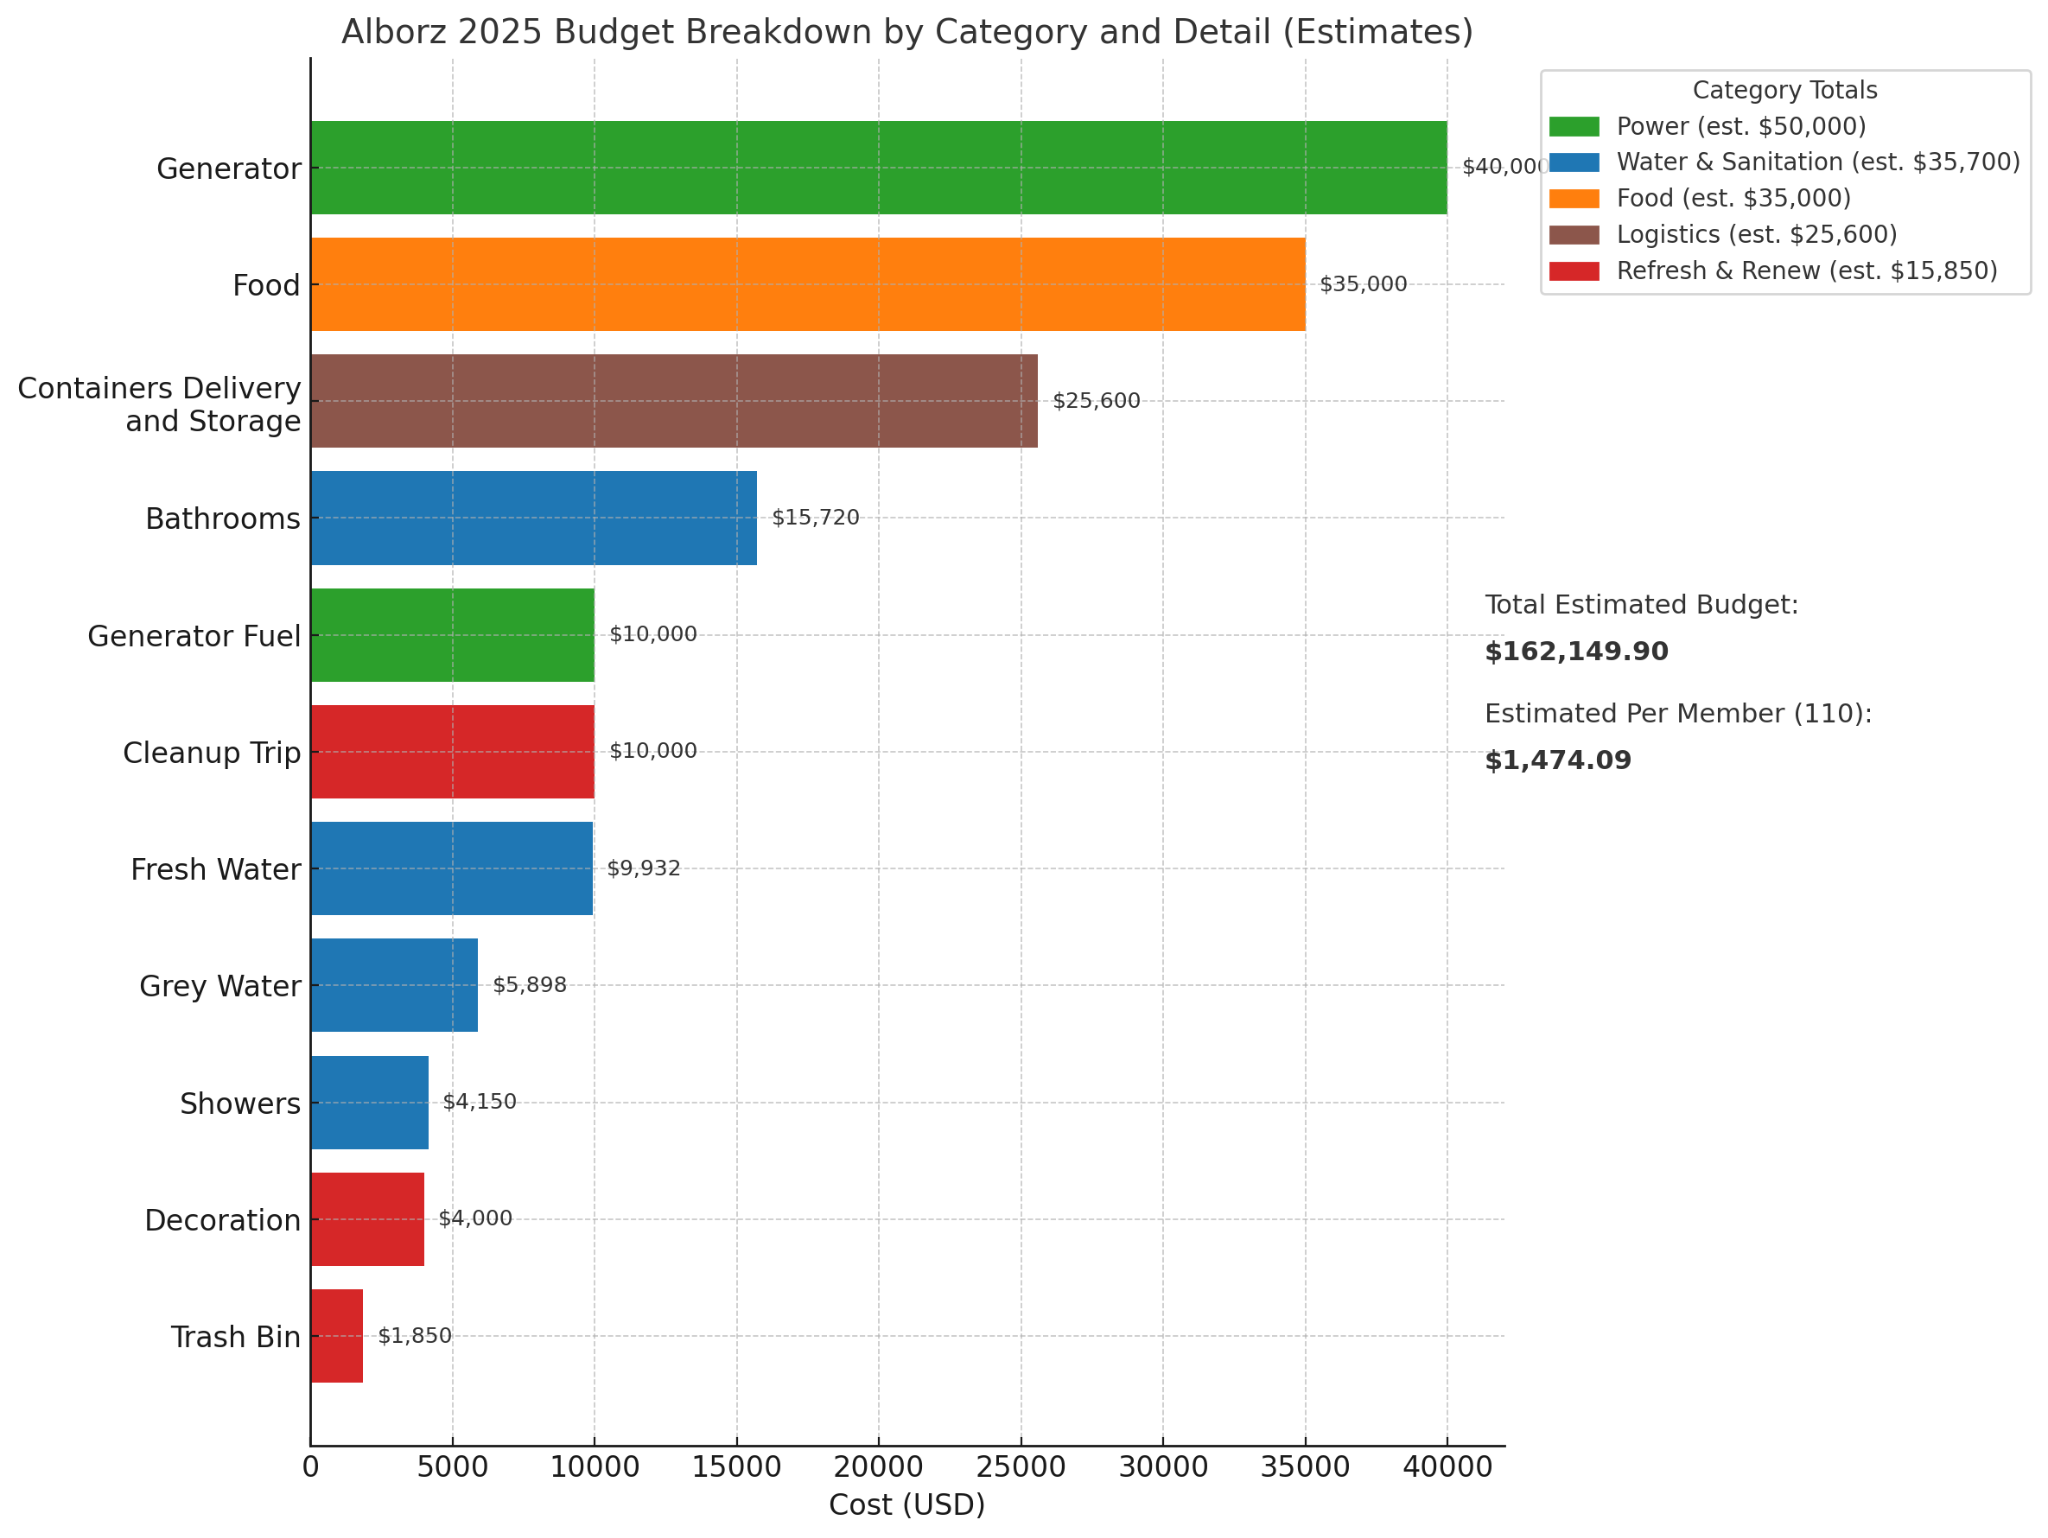 Alborz 2025 Budget Breakdown by Category and Detail (Estimates)
Category Totals
Power (est. $50,000)
Water & Sanitation (est. $35,700)
Food (est. $35,000)
Logistics (est. $25,600)
Refresh & Renew (est. $15,850)
Generator
$40,000
Food
$35,000
Containers Delivery
and Storage
$25,600
Bathrooms
$15,720
Generator Fuel
$10,000
Cleanup Trip
$10,000
Fresh Water
$9,932
Grey Water
$5,898
Showers
$4,150
Decoration
$4,000
Trash Bin
$1,850
Total Estimated Budget:
$162,149.90
Estimated Per Member (110):
$1,474.09
0 5000 10000 15000 20000 25000 30000 35000 40000
Cost (USD)